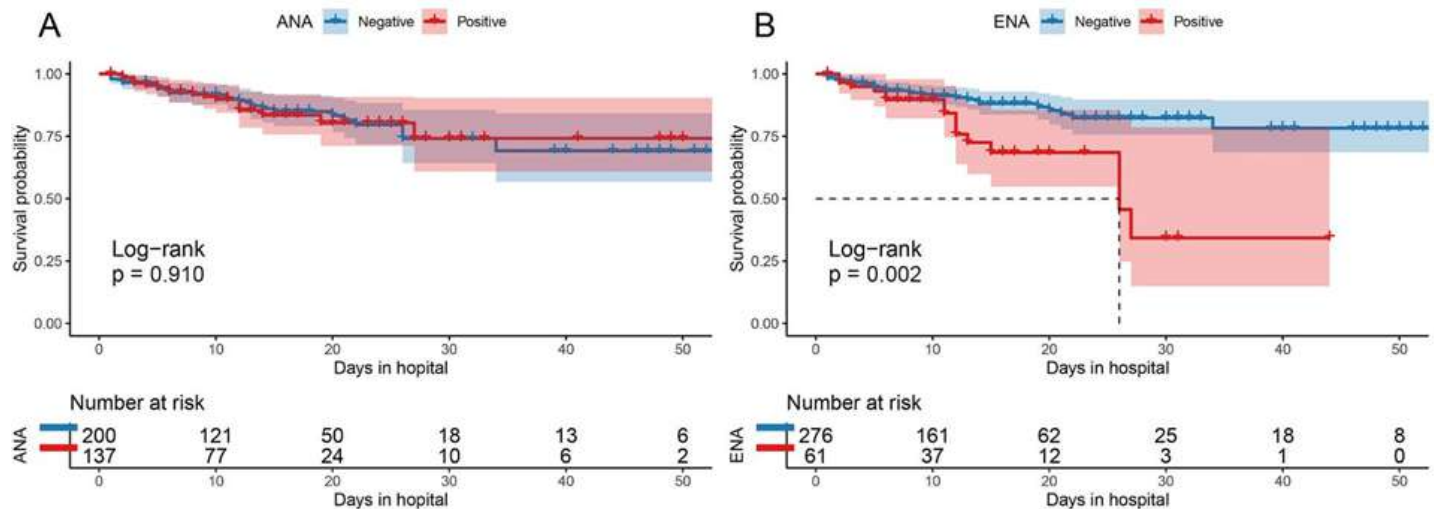 A
ANA Negative Positive
Survival probability
1.00
0.75
0.50
0.25
0.00
Log-rank
p = 0.910
0 10 20 30 40 50
Days in hopital
Number at risk
ANA
200 121 50 18 13 6
137 77 24 10 6 2
0 10 20 30 40 50
Days in hopital
B
ENA Negative Positive
Survival probability
1.00
0.75
0.50
0.25
0.00
Log-rank
p = 0.002
0 10 20 30 40 50
Days in hospital
Number at risk
ENA
276 161 62 25 18 8
61 37 12 3 1 0
0 10 20 30 40 50
Days in hospital